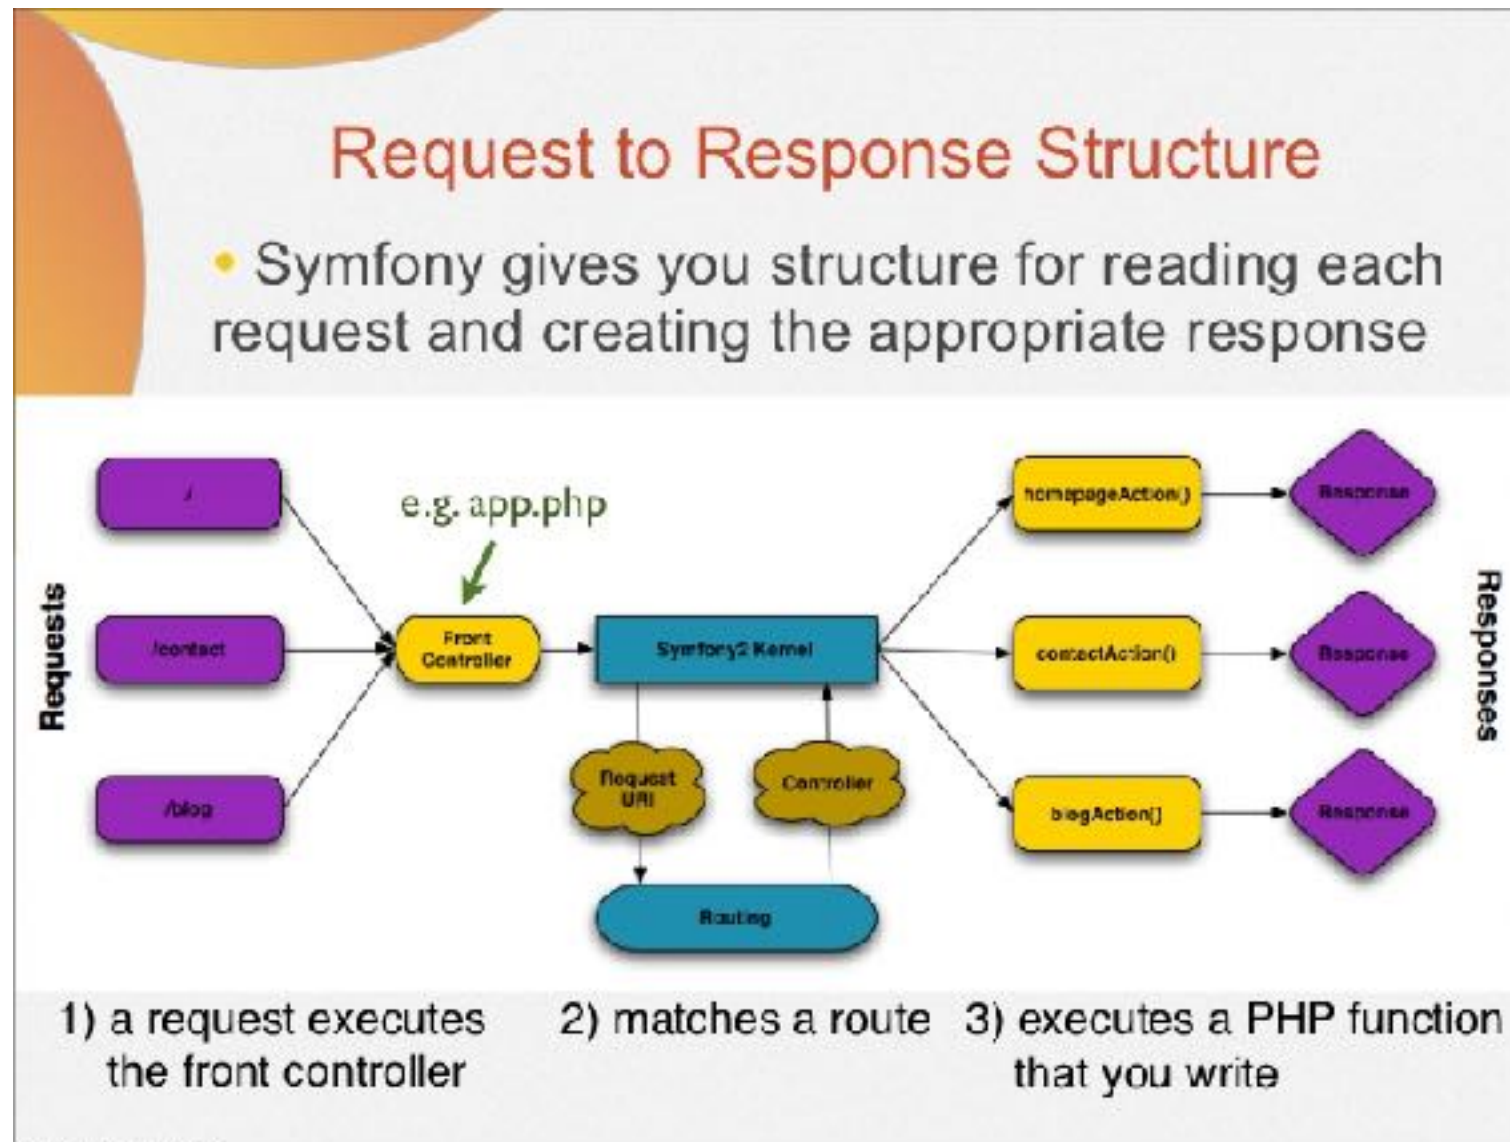 Request to Response Structure
• Symfony gives you structure for reading each
request and creating the appropriate response
Requests
/
/contact
/blog
e.g. app.php
Front
Controller
Symfony2 Kernel
Request
URI
Controller
Routing
homepageAction()
contactAction()
blogAction()
Response
Response
Response
Responses
1) a request executes
the front controller
2) matches a route
3) executes a PHP function
that you write